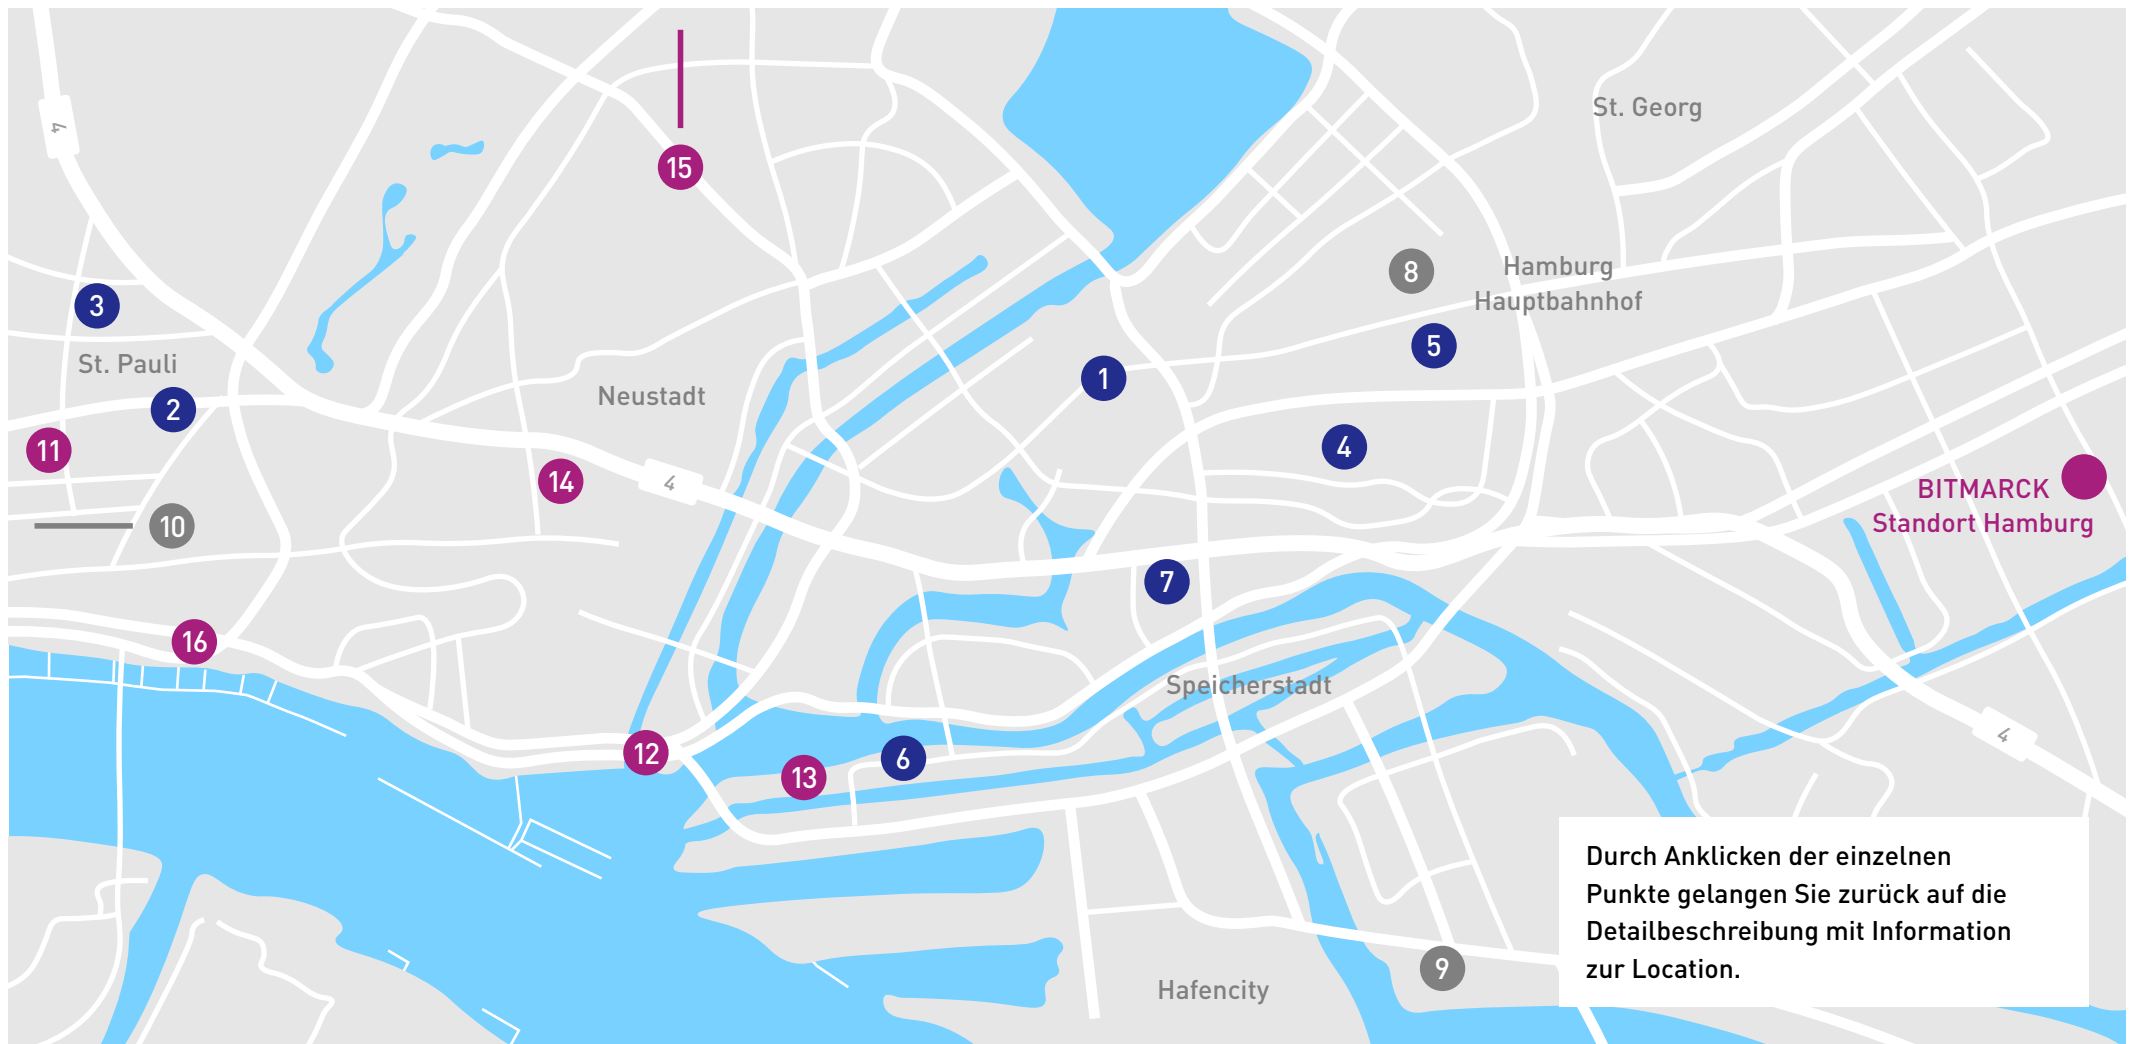 4
15
St. Georg
8
Hamburg
Hauptbahnhof
3
5
St. Pauli
1
Neustadt
2
4
11
14
4
BITMARCK
Standort Hamburg
10
7
16
Speicherstadt
12
6
13
4
Durch Anklicken der einzelnen
Punkte gelangen Sie zurück auf die
Detailbeschreibung mit Information
zur Location.
9
Hafencity